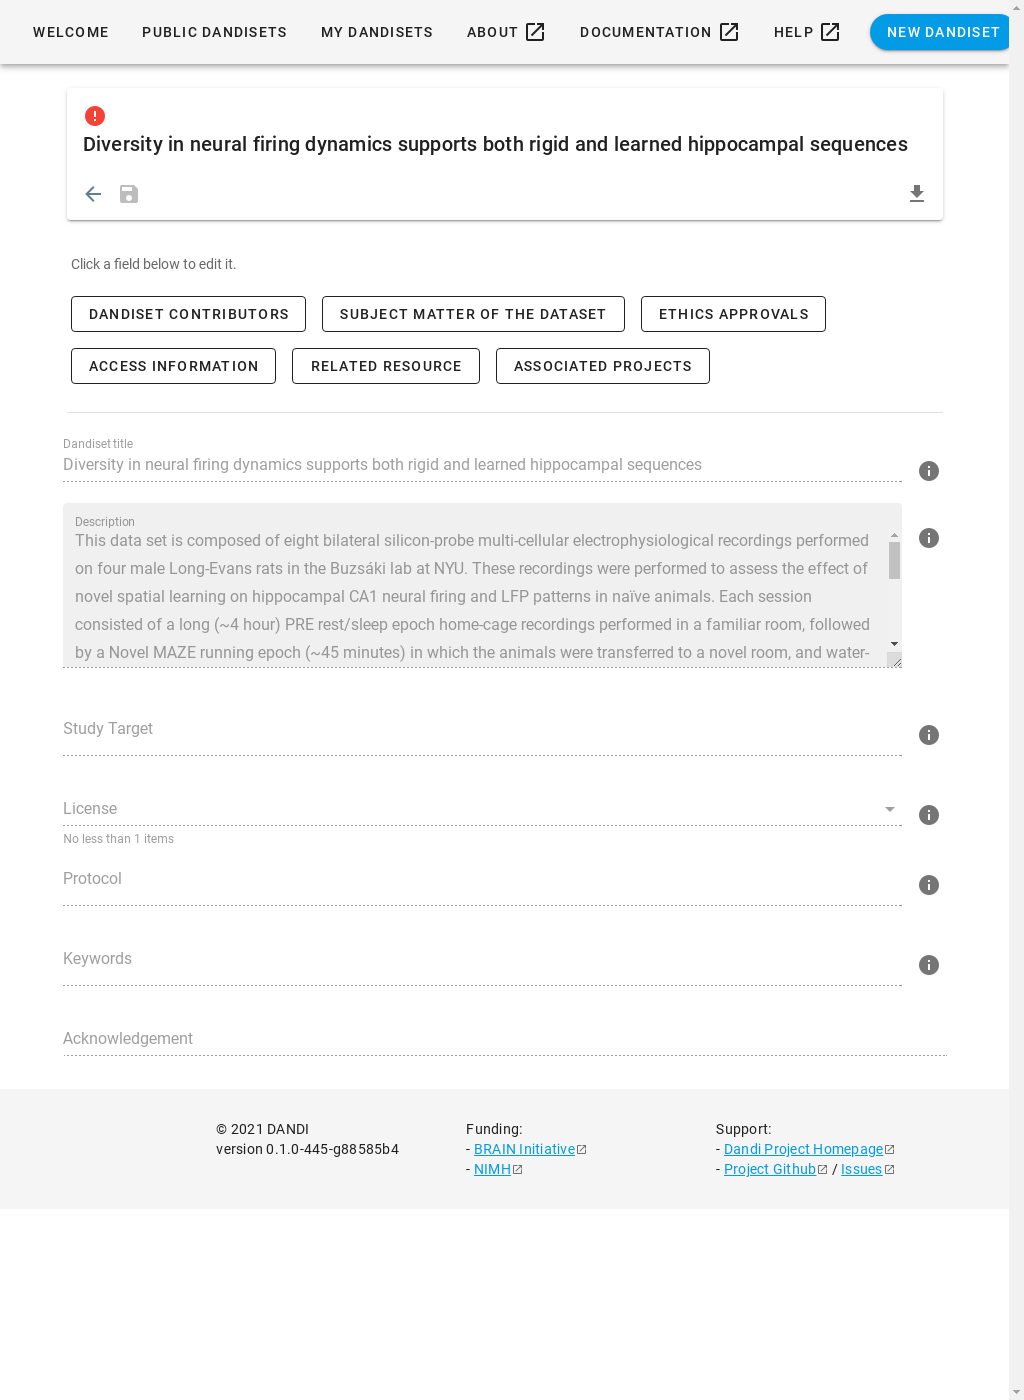 WELCOME PUBLIC DANDISETS MY DANDISETS ABOUT DOCUMENTATION HELP NEW DANDISET
Diversity in neural firing dynamics supports both rigid and learned hippocampal sequences
Click a field below to edit it.
DANDISET CONTRIBUTORS SUBJECT MATTER OF THE DATASET ETHICS APPROVALS
ACCESS INFORMATION RELATED RESOURCE ASSOCIATED PROJECTS
Dandiset title
Diversity in neural firing dynamics supports both rigid and learned hippocampal sequences
Description
This data set is composed of eight bilateral silicon-probe multi-cellular electrophysiological recordings performed
on four male Long-Evans rats in the Buzsáki lab at NYU. These recordings were performed to assess the effect of
novel spatial learning on hippocampal CA1 neural firing and LFP patterns in naïve animals. Each session
consisted of a long (~4 hour) PRE rest/sleep epoch home-cage recordings performed in a familiar room, followed
by a Novel MAZE running epoch (~45 minutes) in which the animals were transferred to a novel room, and water-
Study Target
License
No less than 1 items
Protocol
Keywords
Acknowledgement
© 2021 DANDI
version 0.1.0-445-g88585b4
Funding:
- BRAIN Initiative
- NIMH
Support:
- Dandi Project Homepage
- Project Github / Issues